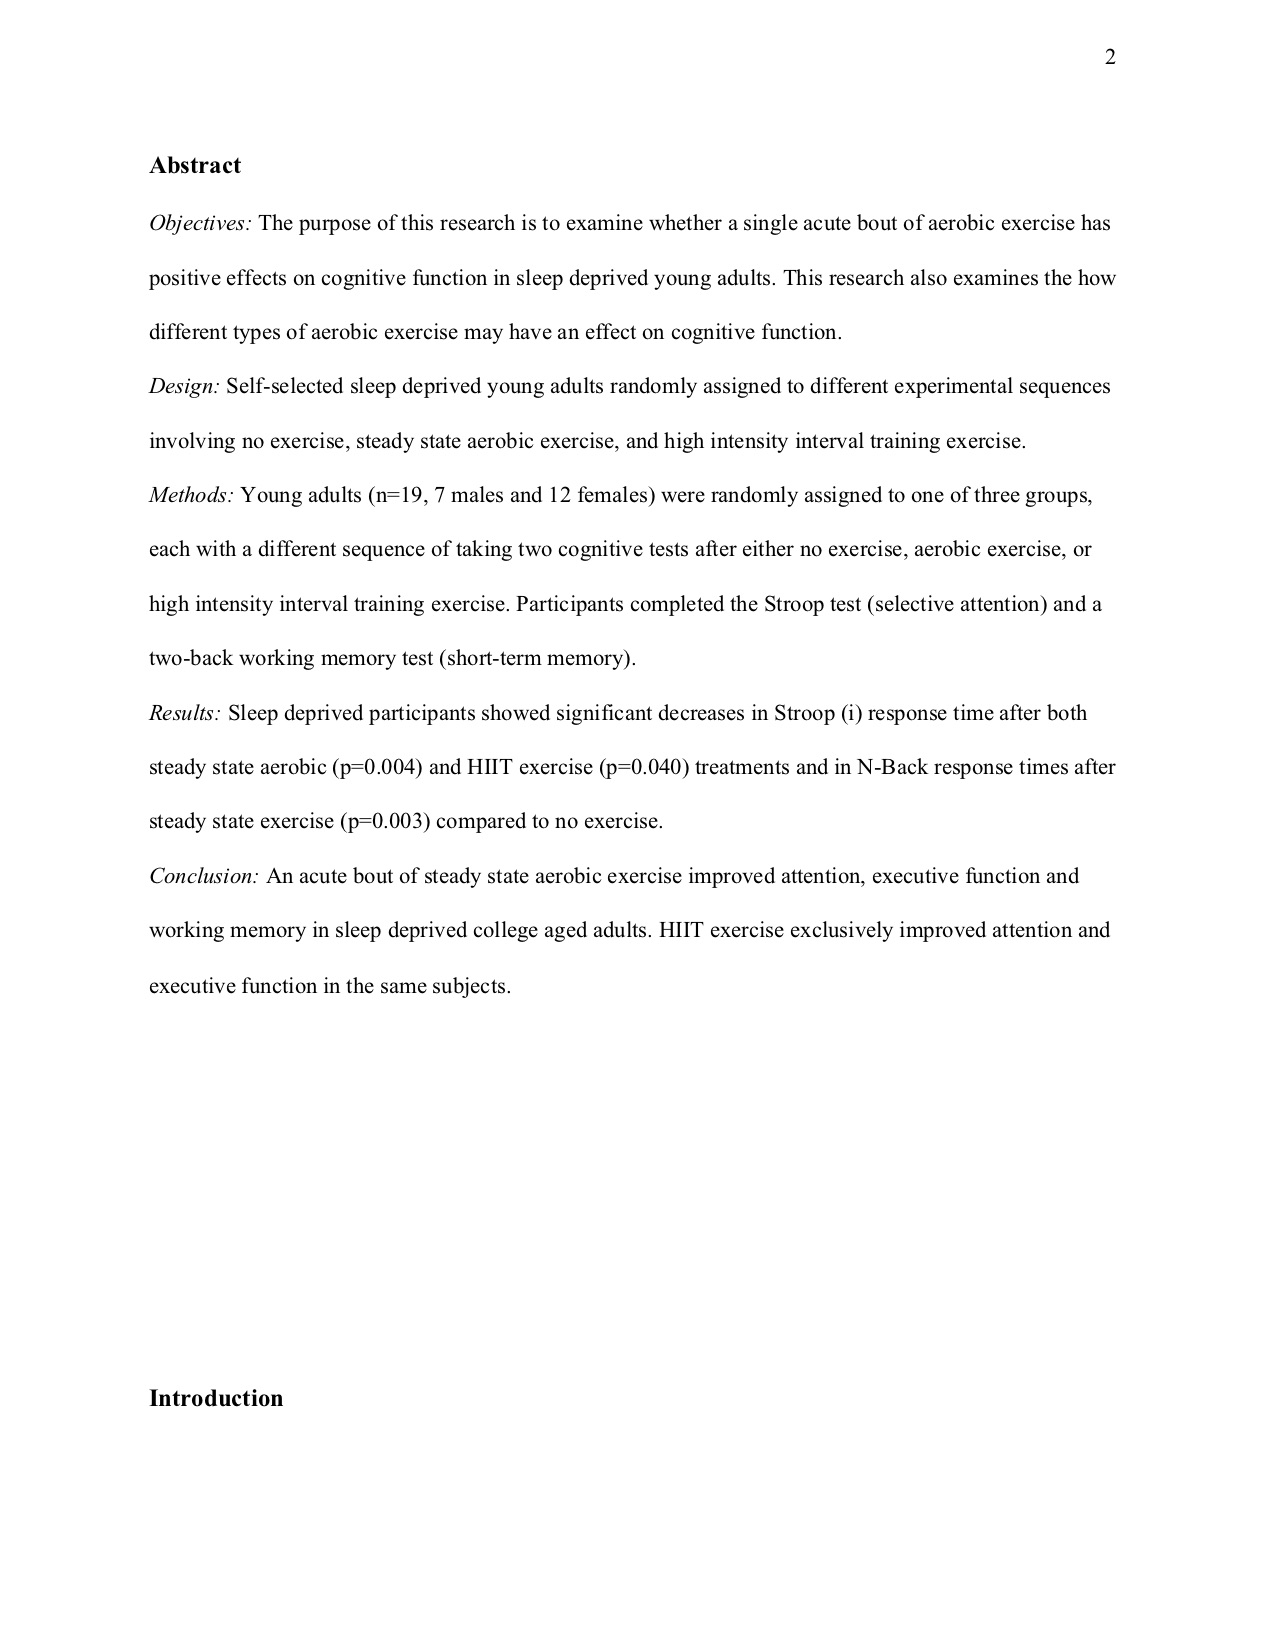 2
Abstract
Objectives: The purpose of this research is to examine whether a single acute bout of aerobic exercise has
positive effects on cognitive function in sleep deprived young adults. This research also examines the how
different types of aerobic exercise may have an effect on cognitive function.
Design: Self-selected sleep deprived young adults randomly assigned to different experimental sequences
involving no exercise, steady state aerobic exercise, and high intensity interval training exercise.
Methods: Young adults (n=19, 7 males and 12 females) were randomly assigned to one of three groups,
each with a different sequence of taking two cognitive tests after either no exercise, aerobic exercise, or
high intensity interval training exercise. Participants completed the Stroop test (selective attention) and a
two-back working memory test (short-term memory).
Results: Sleep deprived participants showed significant decreases in Stroop (i) response time after both
steady state aerobic (p=0.004) and HIIT exercise (p=0.040) treatments and in N-Back response times after
steady state exercise (p=0.003) compared to no exercise.
Conclusion: An acute bout of steady state aerobic exercise improved attention, executive function and
working memory in sleep deprived college aged adults. HIIT exercise exclusively improved attention and
executive function in the same subjects.
Introduction